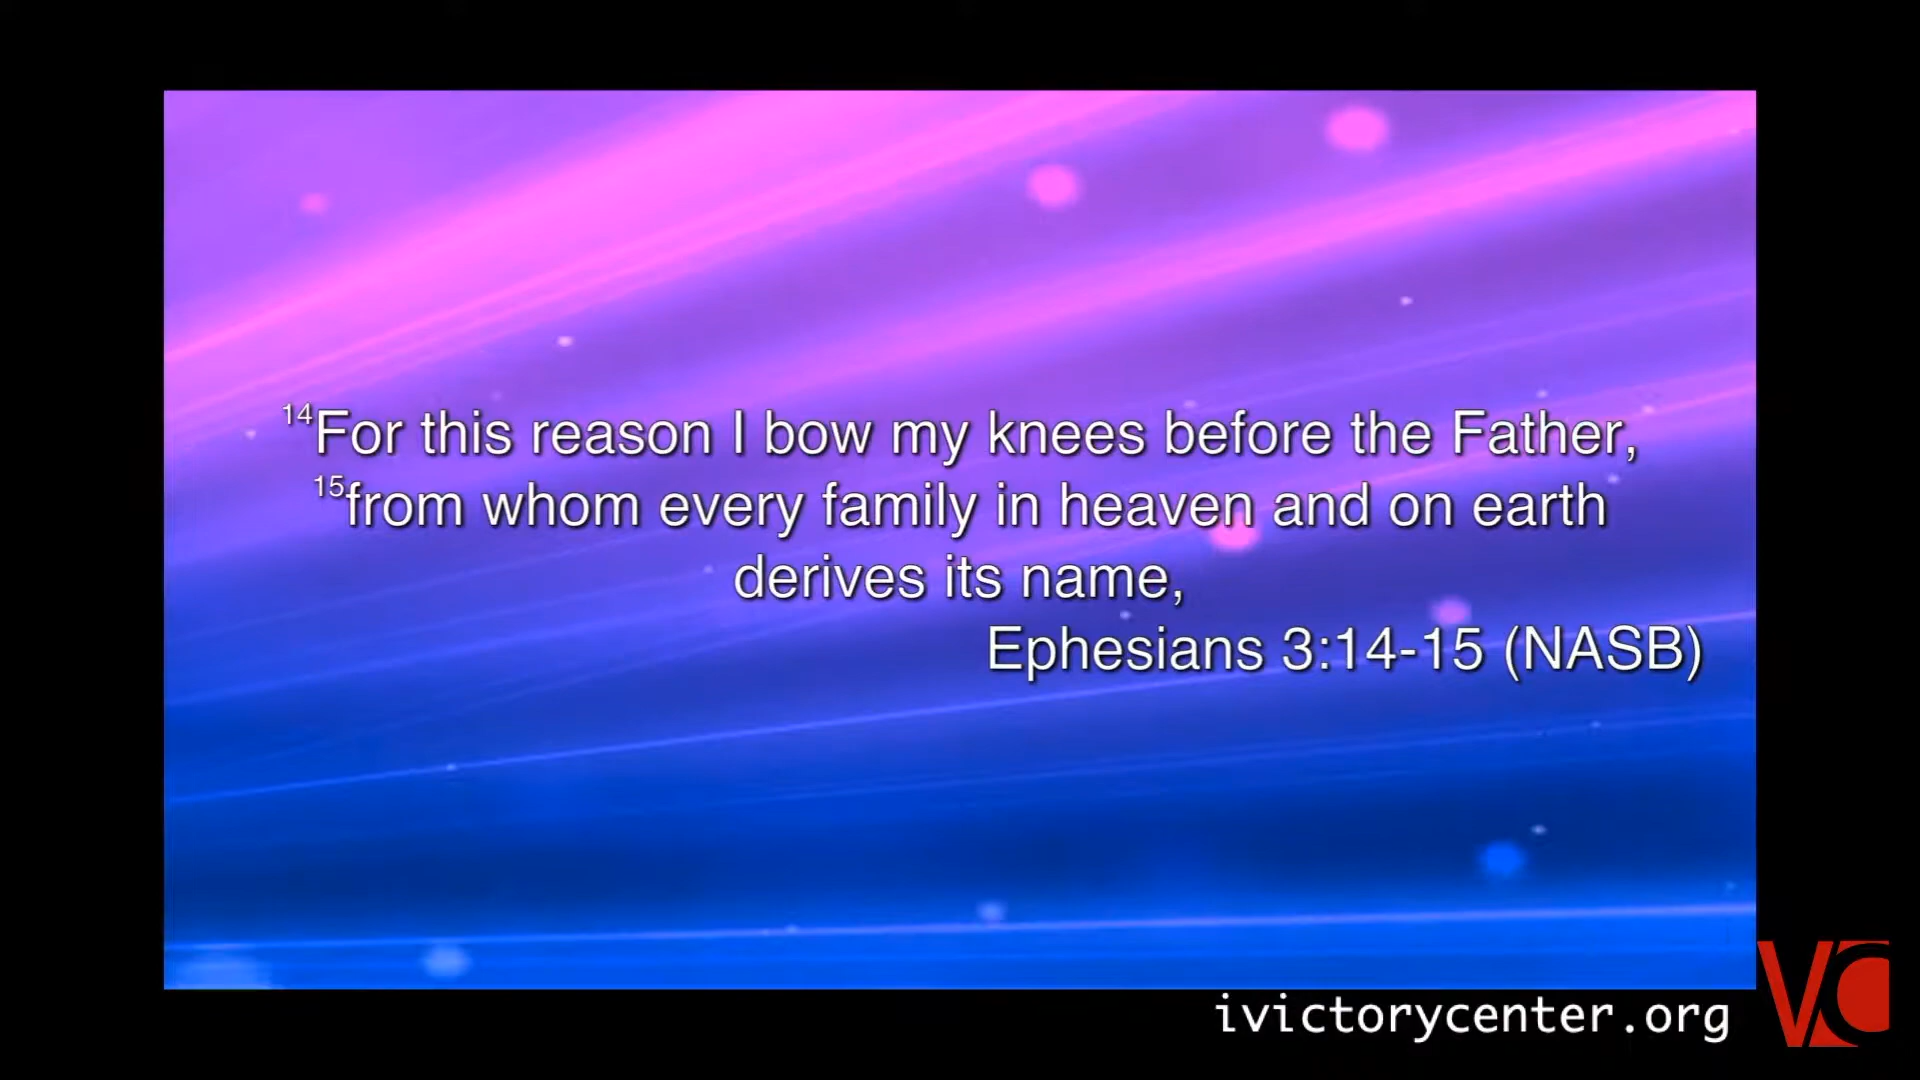 14For this reason I bow my knees before the Father,
15from whom every family in heaven and on earth
derives its name,
Ephesians 3:14-15 (NASB)
ivictorycenter.org
VC